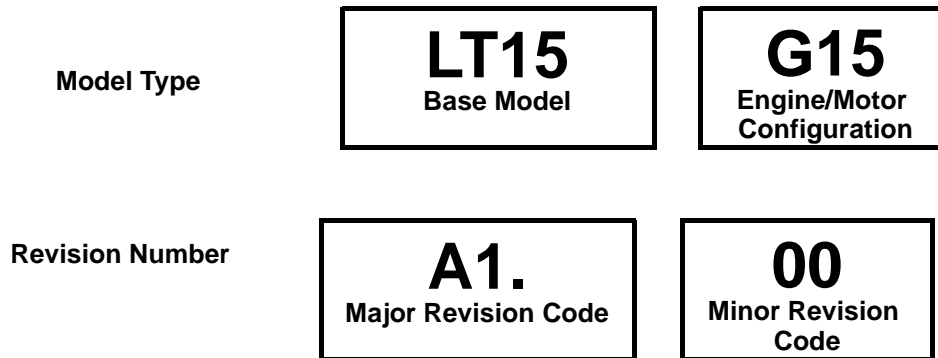 Model Type
LT15
Base Model
G15
Engine/Motor
Configuration
Revision Number
A1.
Major Revision Code
00
Minor Revision
Code